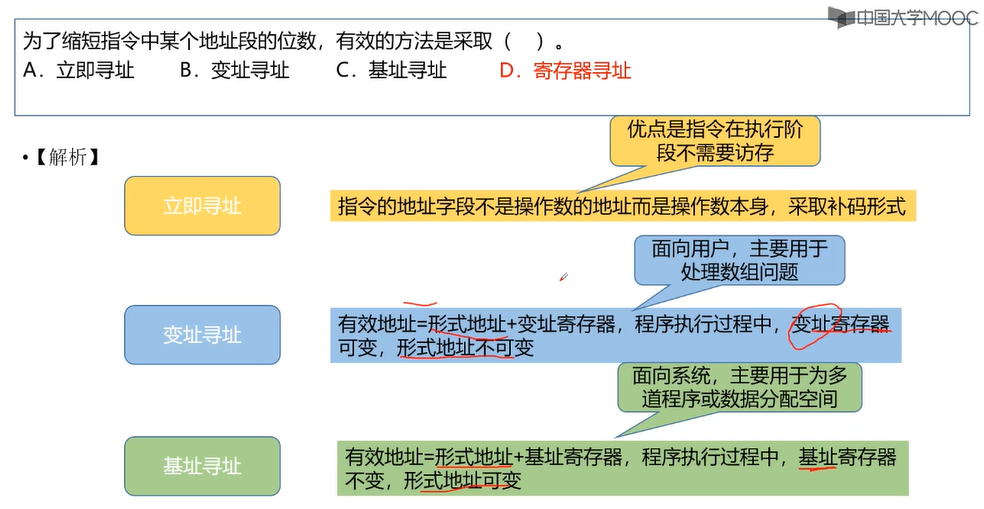 中国大学MOOC
为了缩短指令中某个地址段的位数，有效的方法是采取（ ）。
A．立即寻址 B．变址寻址 C．基址寻址 D．寄存器寻址
•【解析】
优点是指令在执行阶
段不需要访存
立即寻址
指令的地址字段不是操作数的地址而是操作数本身，采取补码形式
面向用户，主要用于
处理数组问题
变址寻址
有效地址=形式地址+变址寄存器，程序执行过程中，变址寄存器
可变，形式地址不可变
面向系统，主要用于为多
道程序或数据分配空间
基址寻址
有效地址=形式地址+基址寄存器，程序执行过程中，基址寄存器
不变，形式地址可变